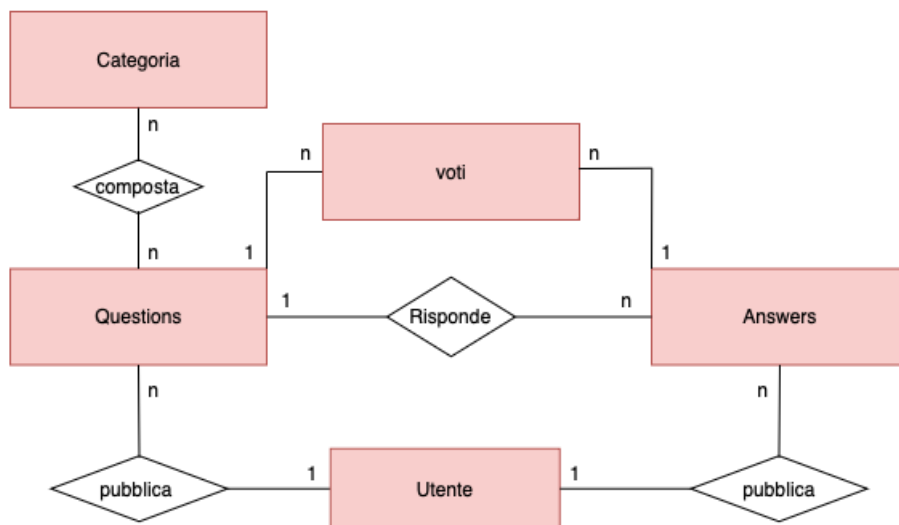 Categoria
n
n
n
voti
composta
n
1
1
Questions
1
Risponde
n
Answers
n
n
pubblica
1
Utente
1
pubblica